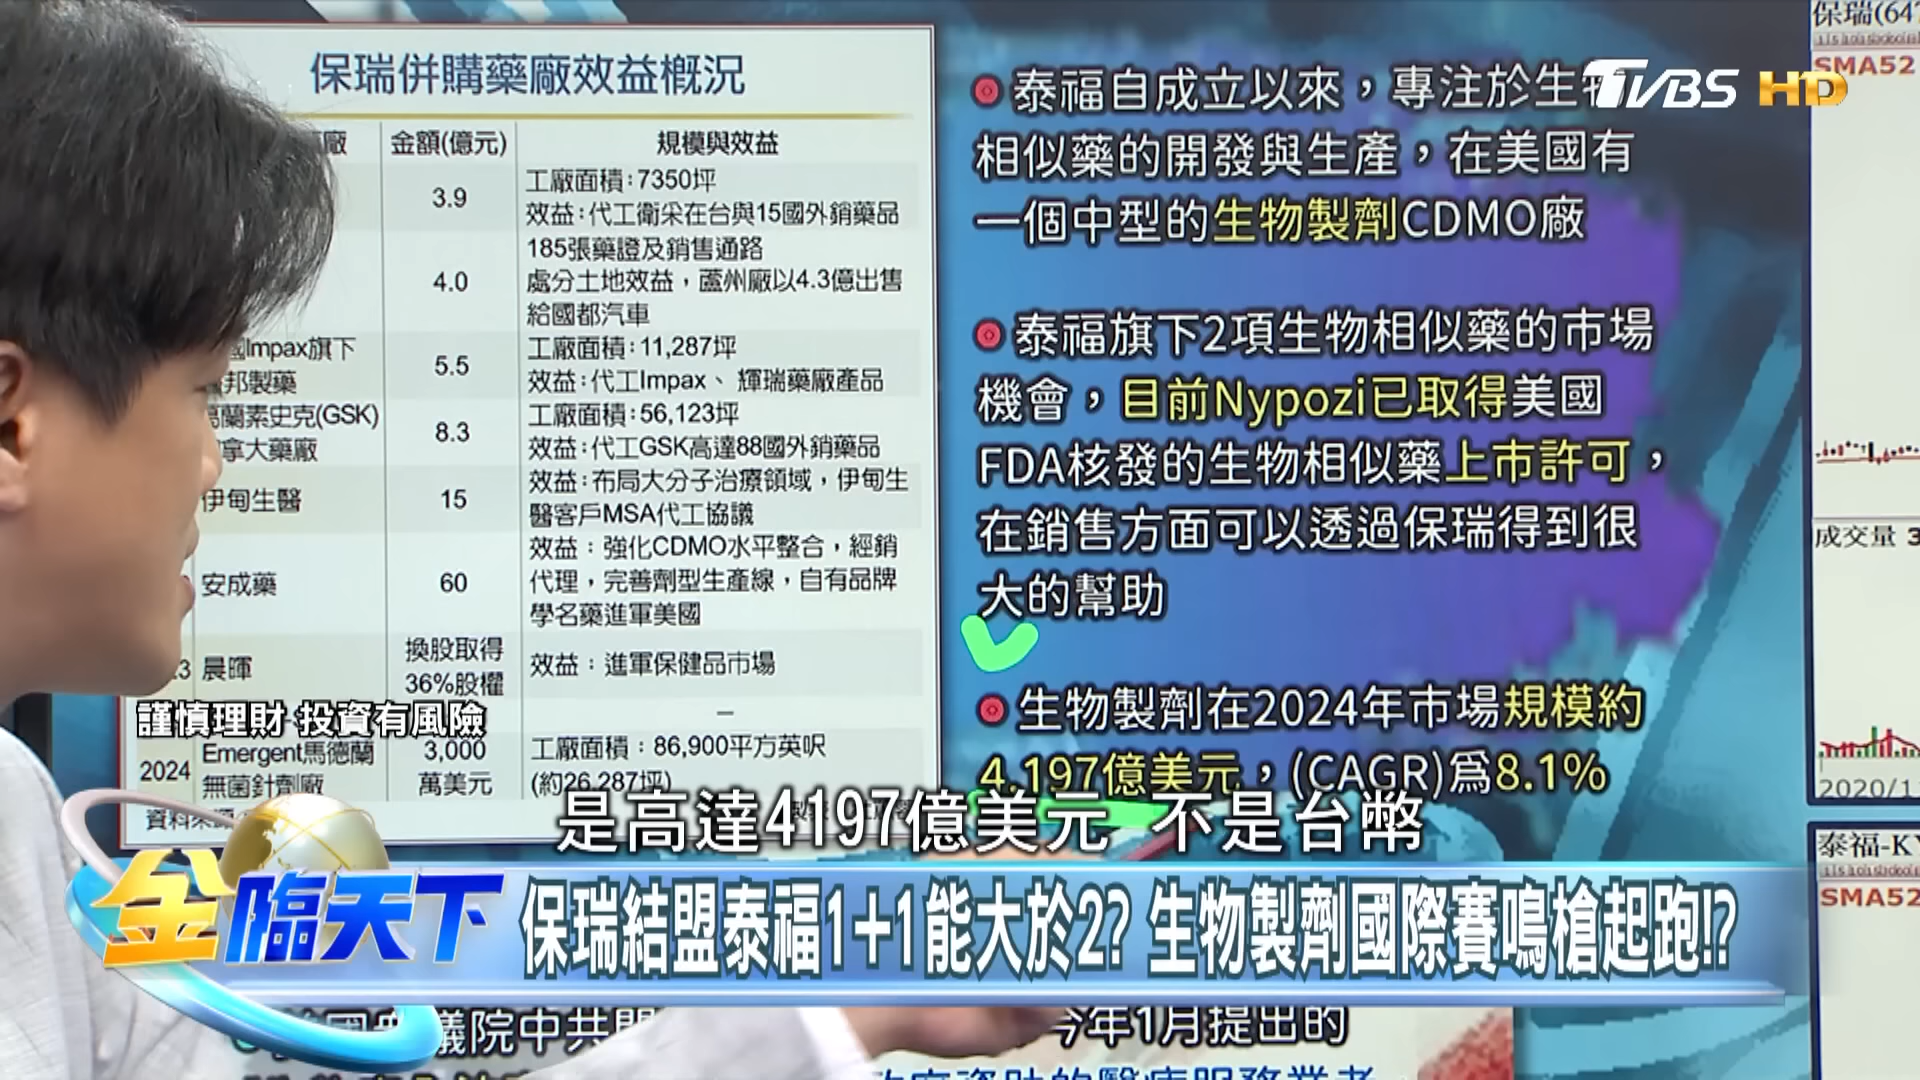 保瑞併購藥廠效益概況
廠 金額(億元) 規模與效益
3.9
工廠面積:7350坪
效益:代工衛采在台與15國外銷藥品
4.0
185張藥證及銷售通路
處分土地效益，蘆州廠以4.3億出售
給國都汽車
國Impax旗下
邦製藥
5.5
工廠面積:11,287坪
效益:代工Impax、輝瑞藥廠產品
葛蘭素史克(GSK)
拿大藥廠
8.3
工廠面積:56,123坪
效益:代工GSK高達88國外銷藥品
伊甸生醫
15
效益:布局大分子治療領域，伊甸生
醫客戶MSA代工協議
安成藥
60
效益：強化CDMO水平整合，經銷
代理，完善劑型生產線，自有品牌
學名藥進軍美國
3 晨暉
換股取得
36%股權
效益：進軍保健品市場
–
2024
Emergent馬德蘭
無菌針劑廠
3,000
萬美元
工廠面積：86,900平方英呎
(約26,287坪)
資料來源
謹慎理財 投資有風險
泰福自成立以來，專注於生物
相似藥的開發與生產，在美國有
一個中型的生物製劑CDMO廠
泰福旗下2項生物相似藥的市場
機會，目前Nypozi已取得美國
FDA核發的生物相似藥上市許可，
在銷售方面可以透過保瑞得到很
大的幫助
生物製劑在2024年市場規模約
4,197億美元，(CAGR)為8.1%
TVBS HD
保瑞(647
SMA52
成交量 3
2020/1
泰福-KY
SMA52
是高達4197億美元 不是台幣
金臨天下
保瑞結盟泰福1+1能大於2? 生物製劑國際賽鳴槍起跑!?
議院中共
今年1月提出的